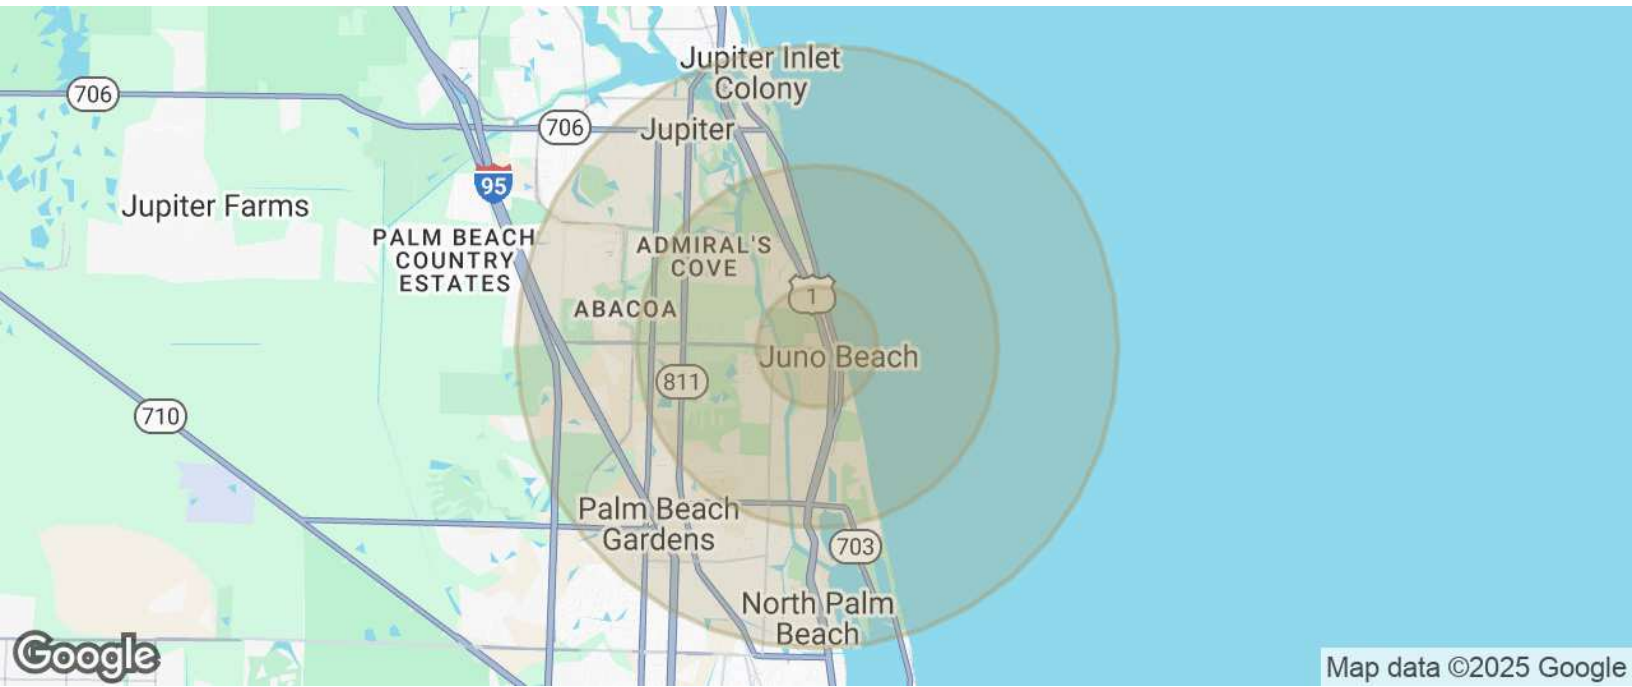 Jupiter Inlet
Colony
706
706
Jupiter
95
Jupiter Farms
PALM BEACH
COUNTRY
ESTATES
ADMIRAL'S
COVE
1
ABACOA
Juno Beach
811
710
Palm Beach
Gardens
703
North Palm
Beach
Google
Map data ©2025 Google